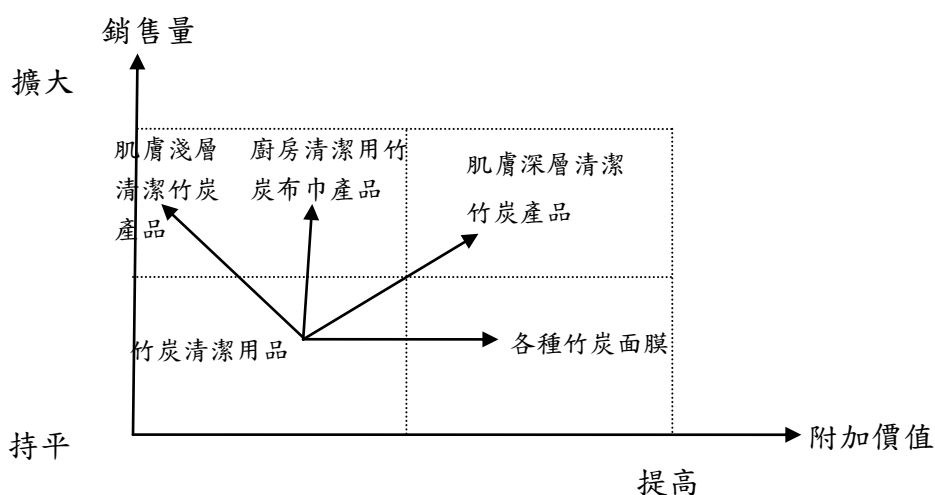 銷售量
擴大
肌膚淺層
清潔竹炭
產品
廚房清潔用竹
炭布巾產品
肌膚深層清潔
竹炭產品
竹炭清潔用品
各種竹炭面膜
持平
附加價值
提高